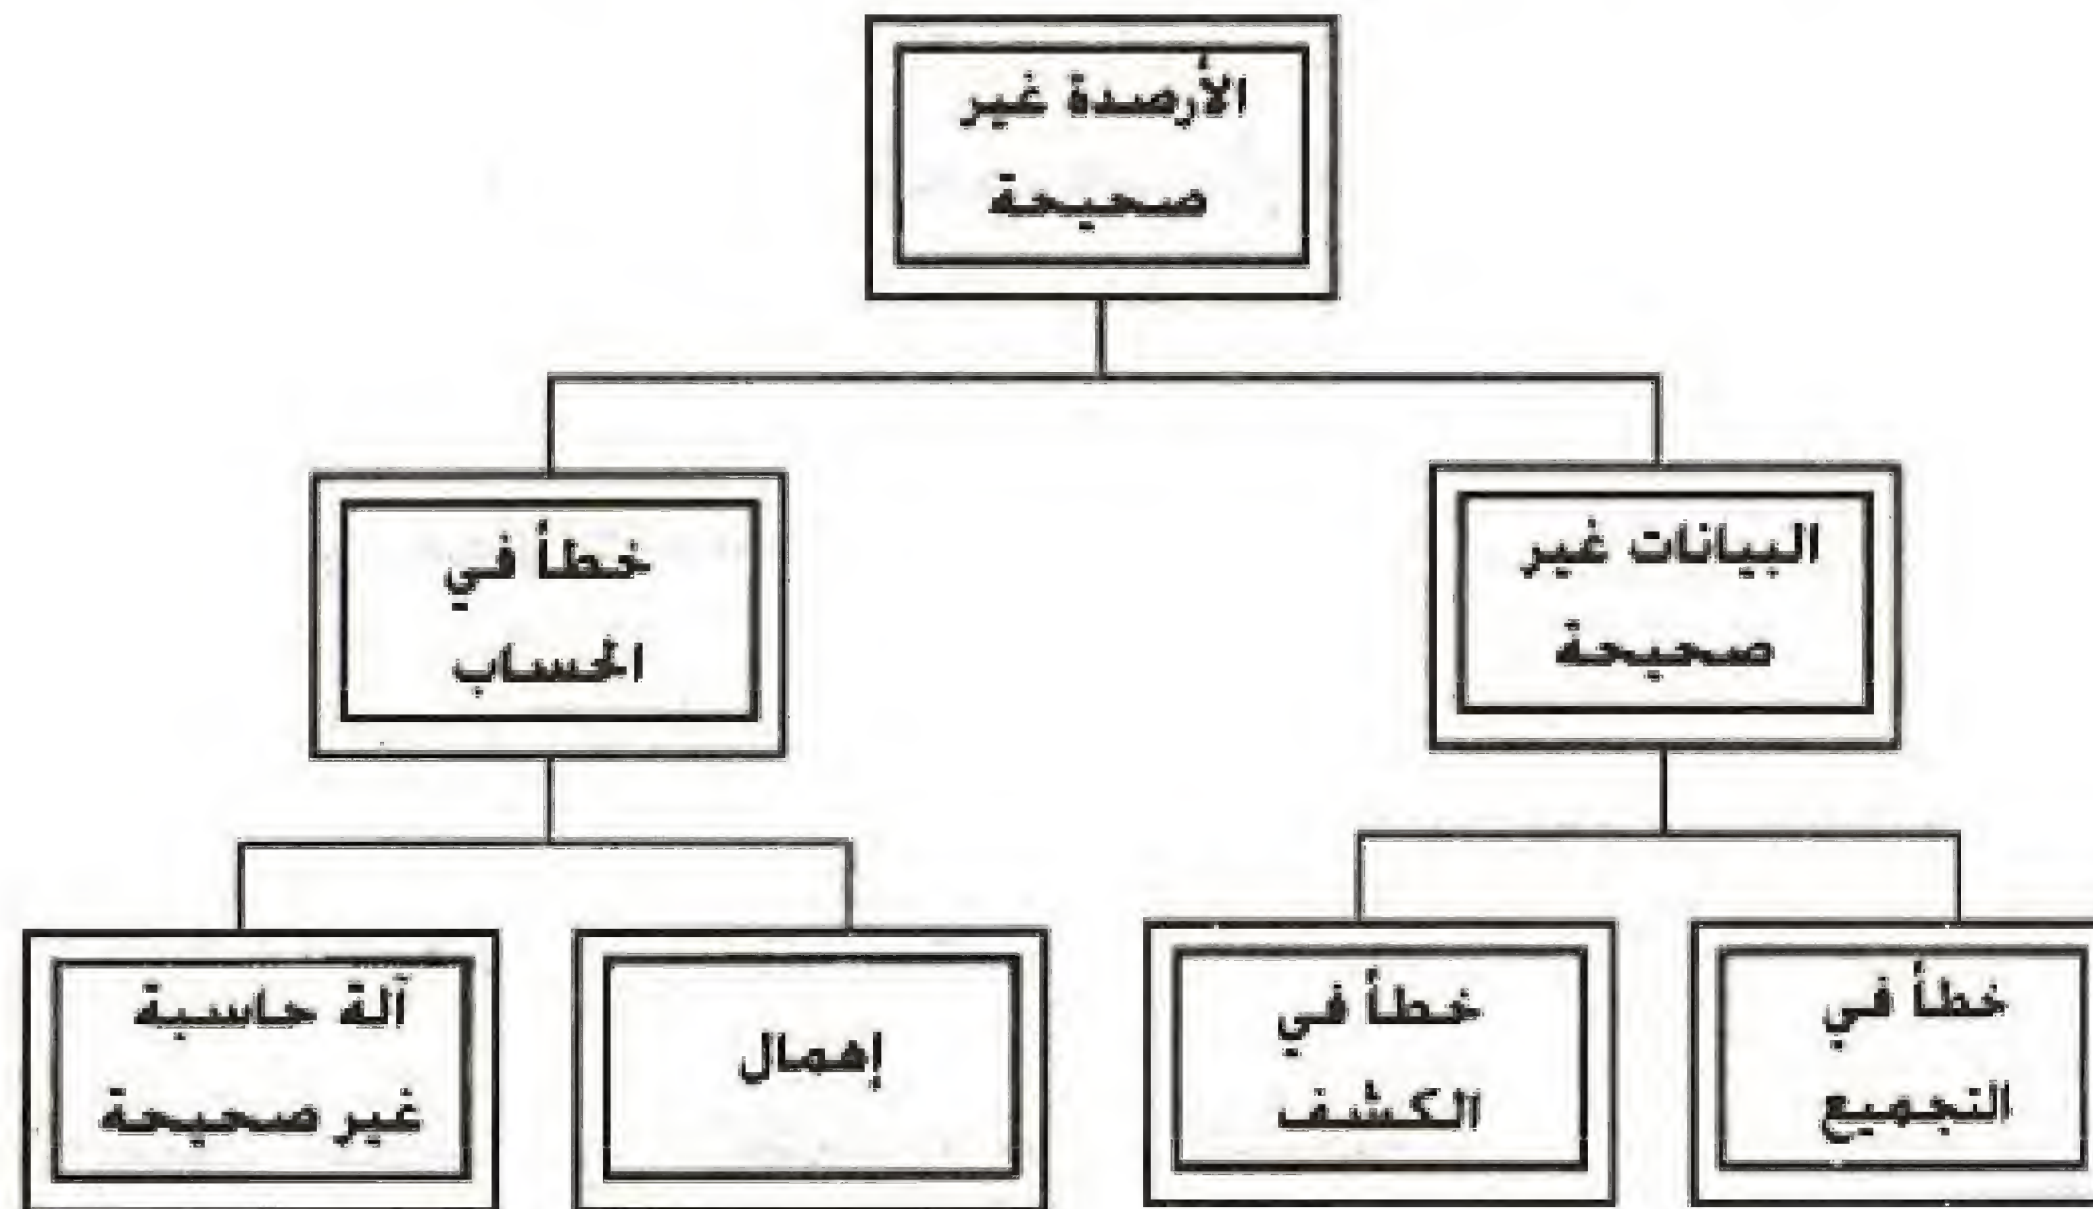 الأرصدة غير
صحيحة
البيانات غير
صحيحة
خطأ في
الحساب
خطأ في
التجميع
خطأ في
الكشف
إهمال
آلة حاسبة
غير صحيحة